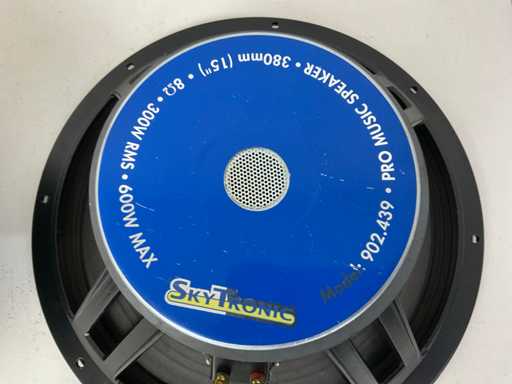 Model: 902.439 • PRO MUSIC SPEAKER • 380mm (15") • 8Ω • 300W RMS • 600W MAX
SKYTRONIC